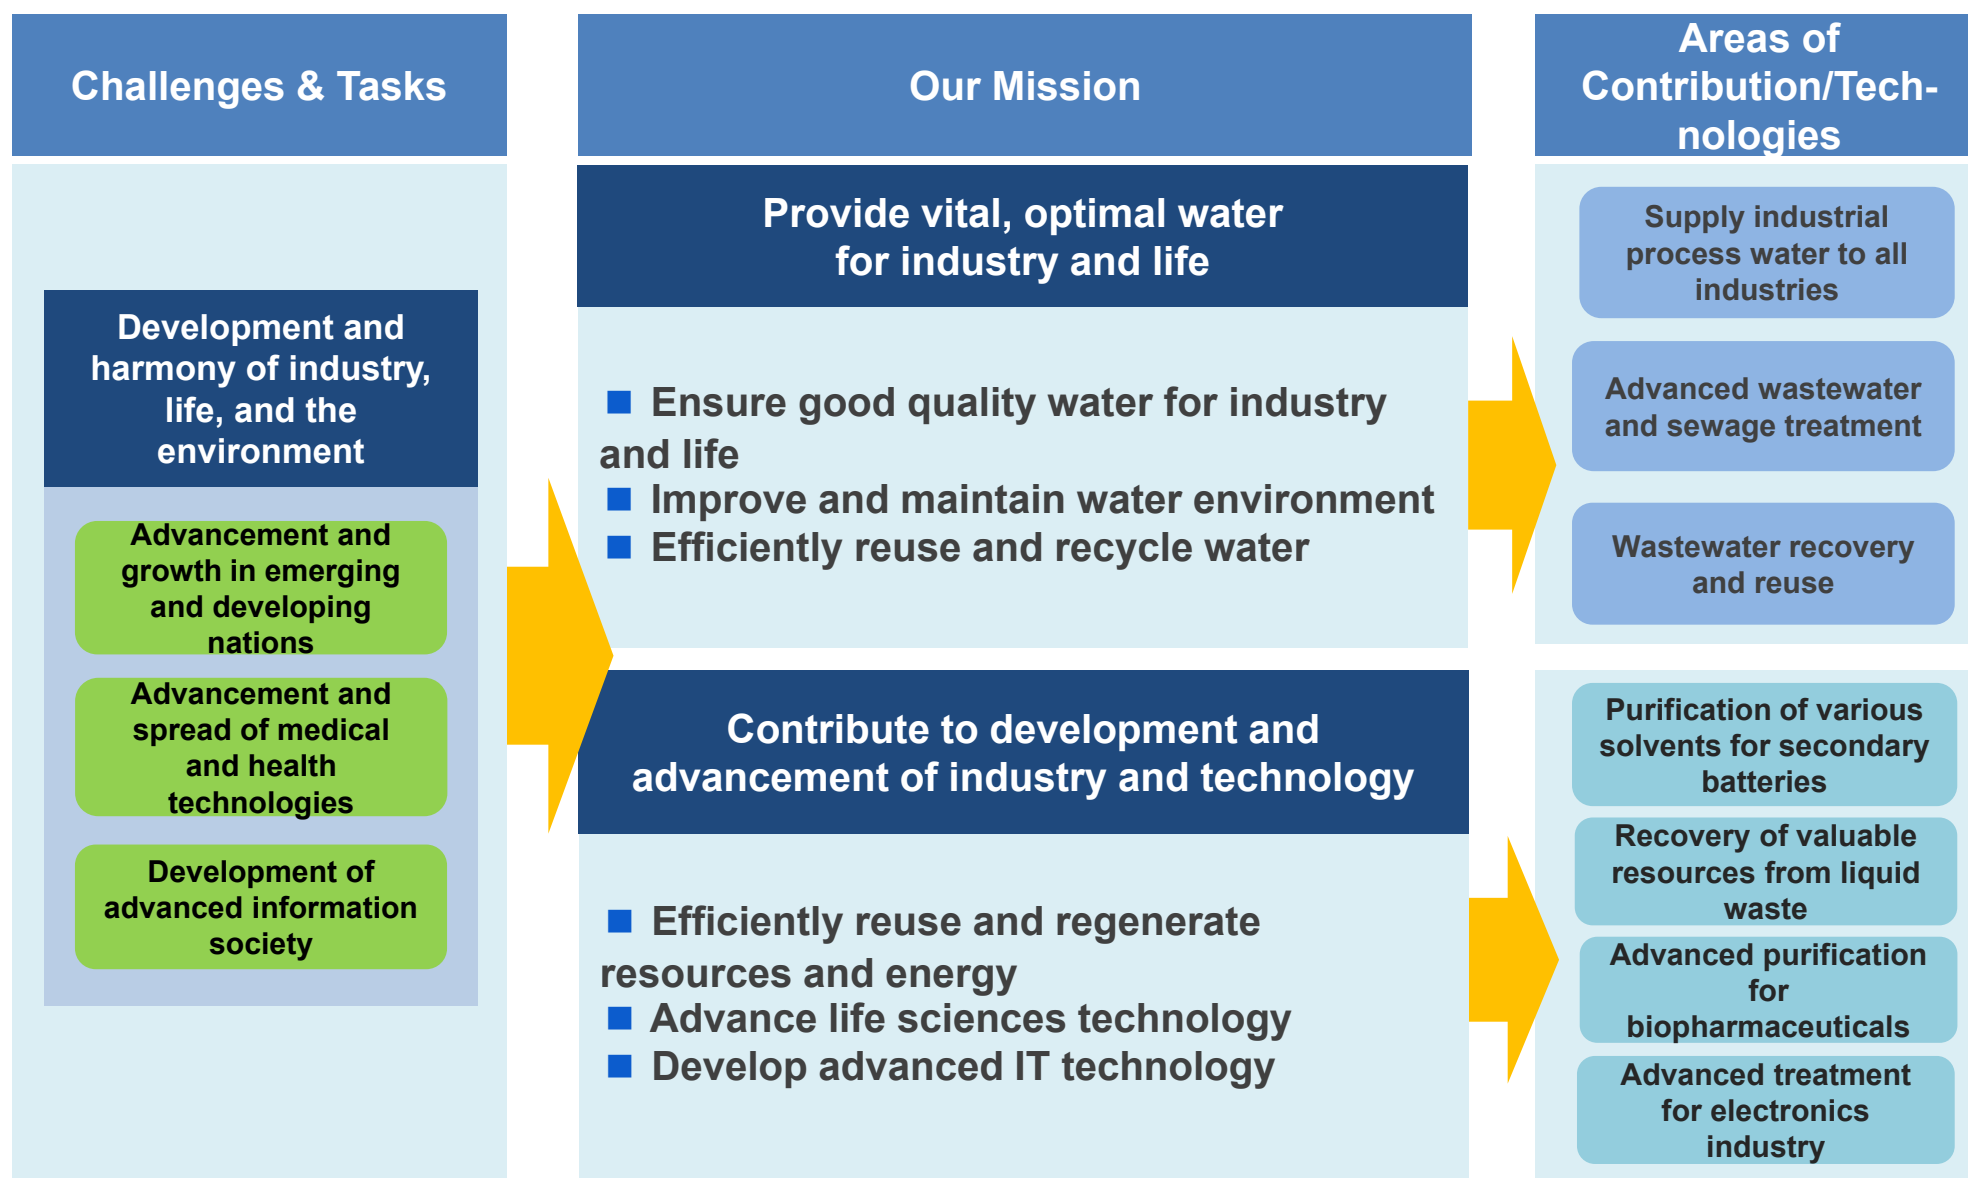 Challenges & Tasks
Development and
harmony of industry,
life, and the
environment
Advancement and
growth in emerging
and developing
nations
Advancement and
spread of medical
and health
technologies
Development of
advanced information
society
Our Mission
Provide vital, optimal water
for industry and life
■ Ensure good quality water for industry
and life
■ Improve and maintain water environment
■ Efficiently reuse and recycle water
Contribute to development and
advancement of industry and technology
■ Efficiently reuse and regenerate
resources and energy
■ Advance life sciences technology
■ Develop advanced IT technology
Areas of
Contribution/Tech-
nologies
Supply industrial
process water to all
industries
Advanced wastewater
and sewage treatment
Wastewater recovery
and reuse
Purification of various
solvents for secondary
batteries
Recovery of valuable
resources from liquid
waste
Advanced purification
for
biopharmaceuticals
Advanced treatment
for electronics
industry